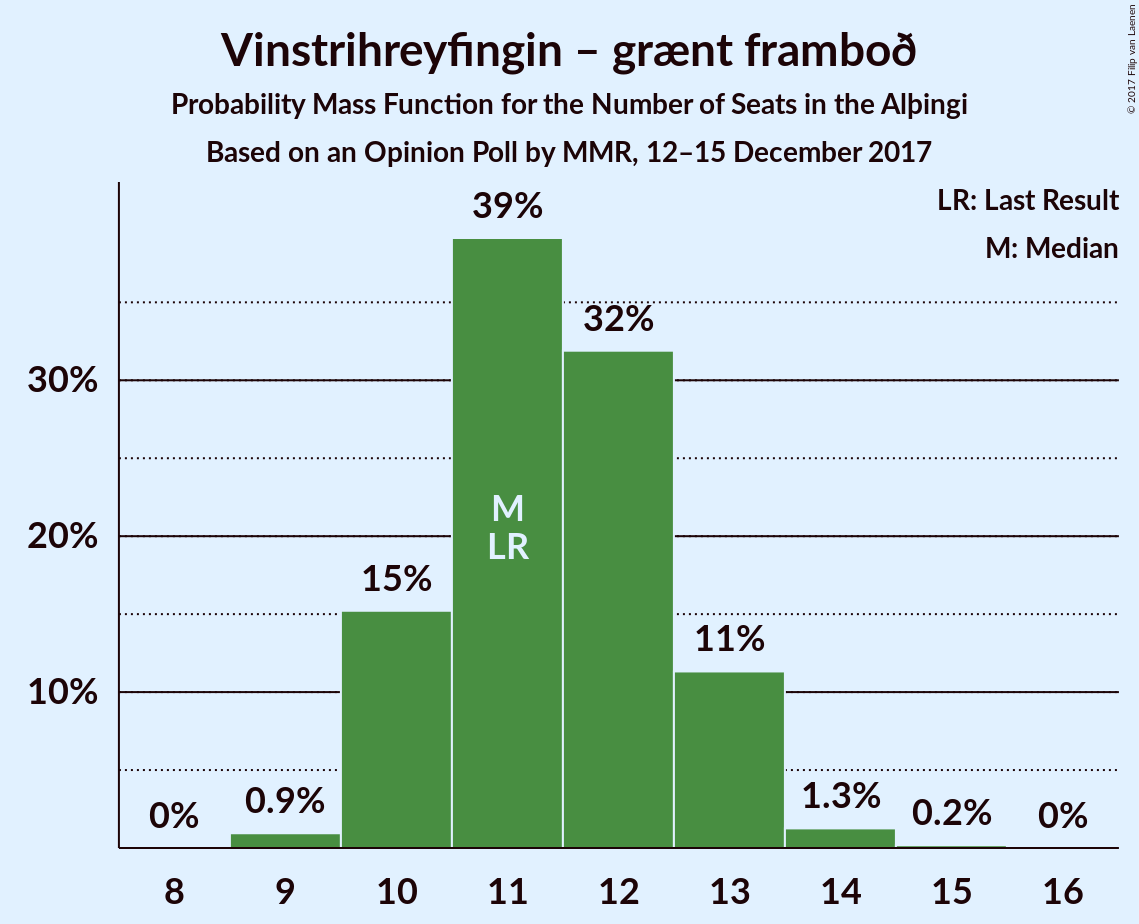 Vinstrihreyfingin – grænt framboð
Probability Mass Function for the Number of Seats in the Alþingi
Based on an Opinion Poll by MMR, 12–15 December 2017
© 2017 Filip van Laenen
LR: Last Result
M: Median
39%
32%
30%
M
LR
20%
15%
11%
10%
0%
0.9%
1.3%
0.2%
0%
8 9 10 11 12 13 14 15 16